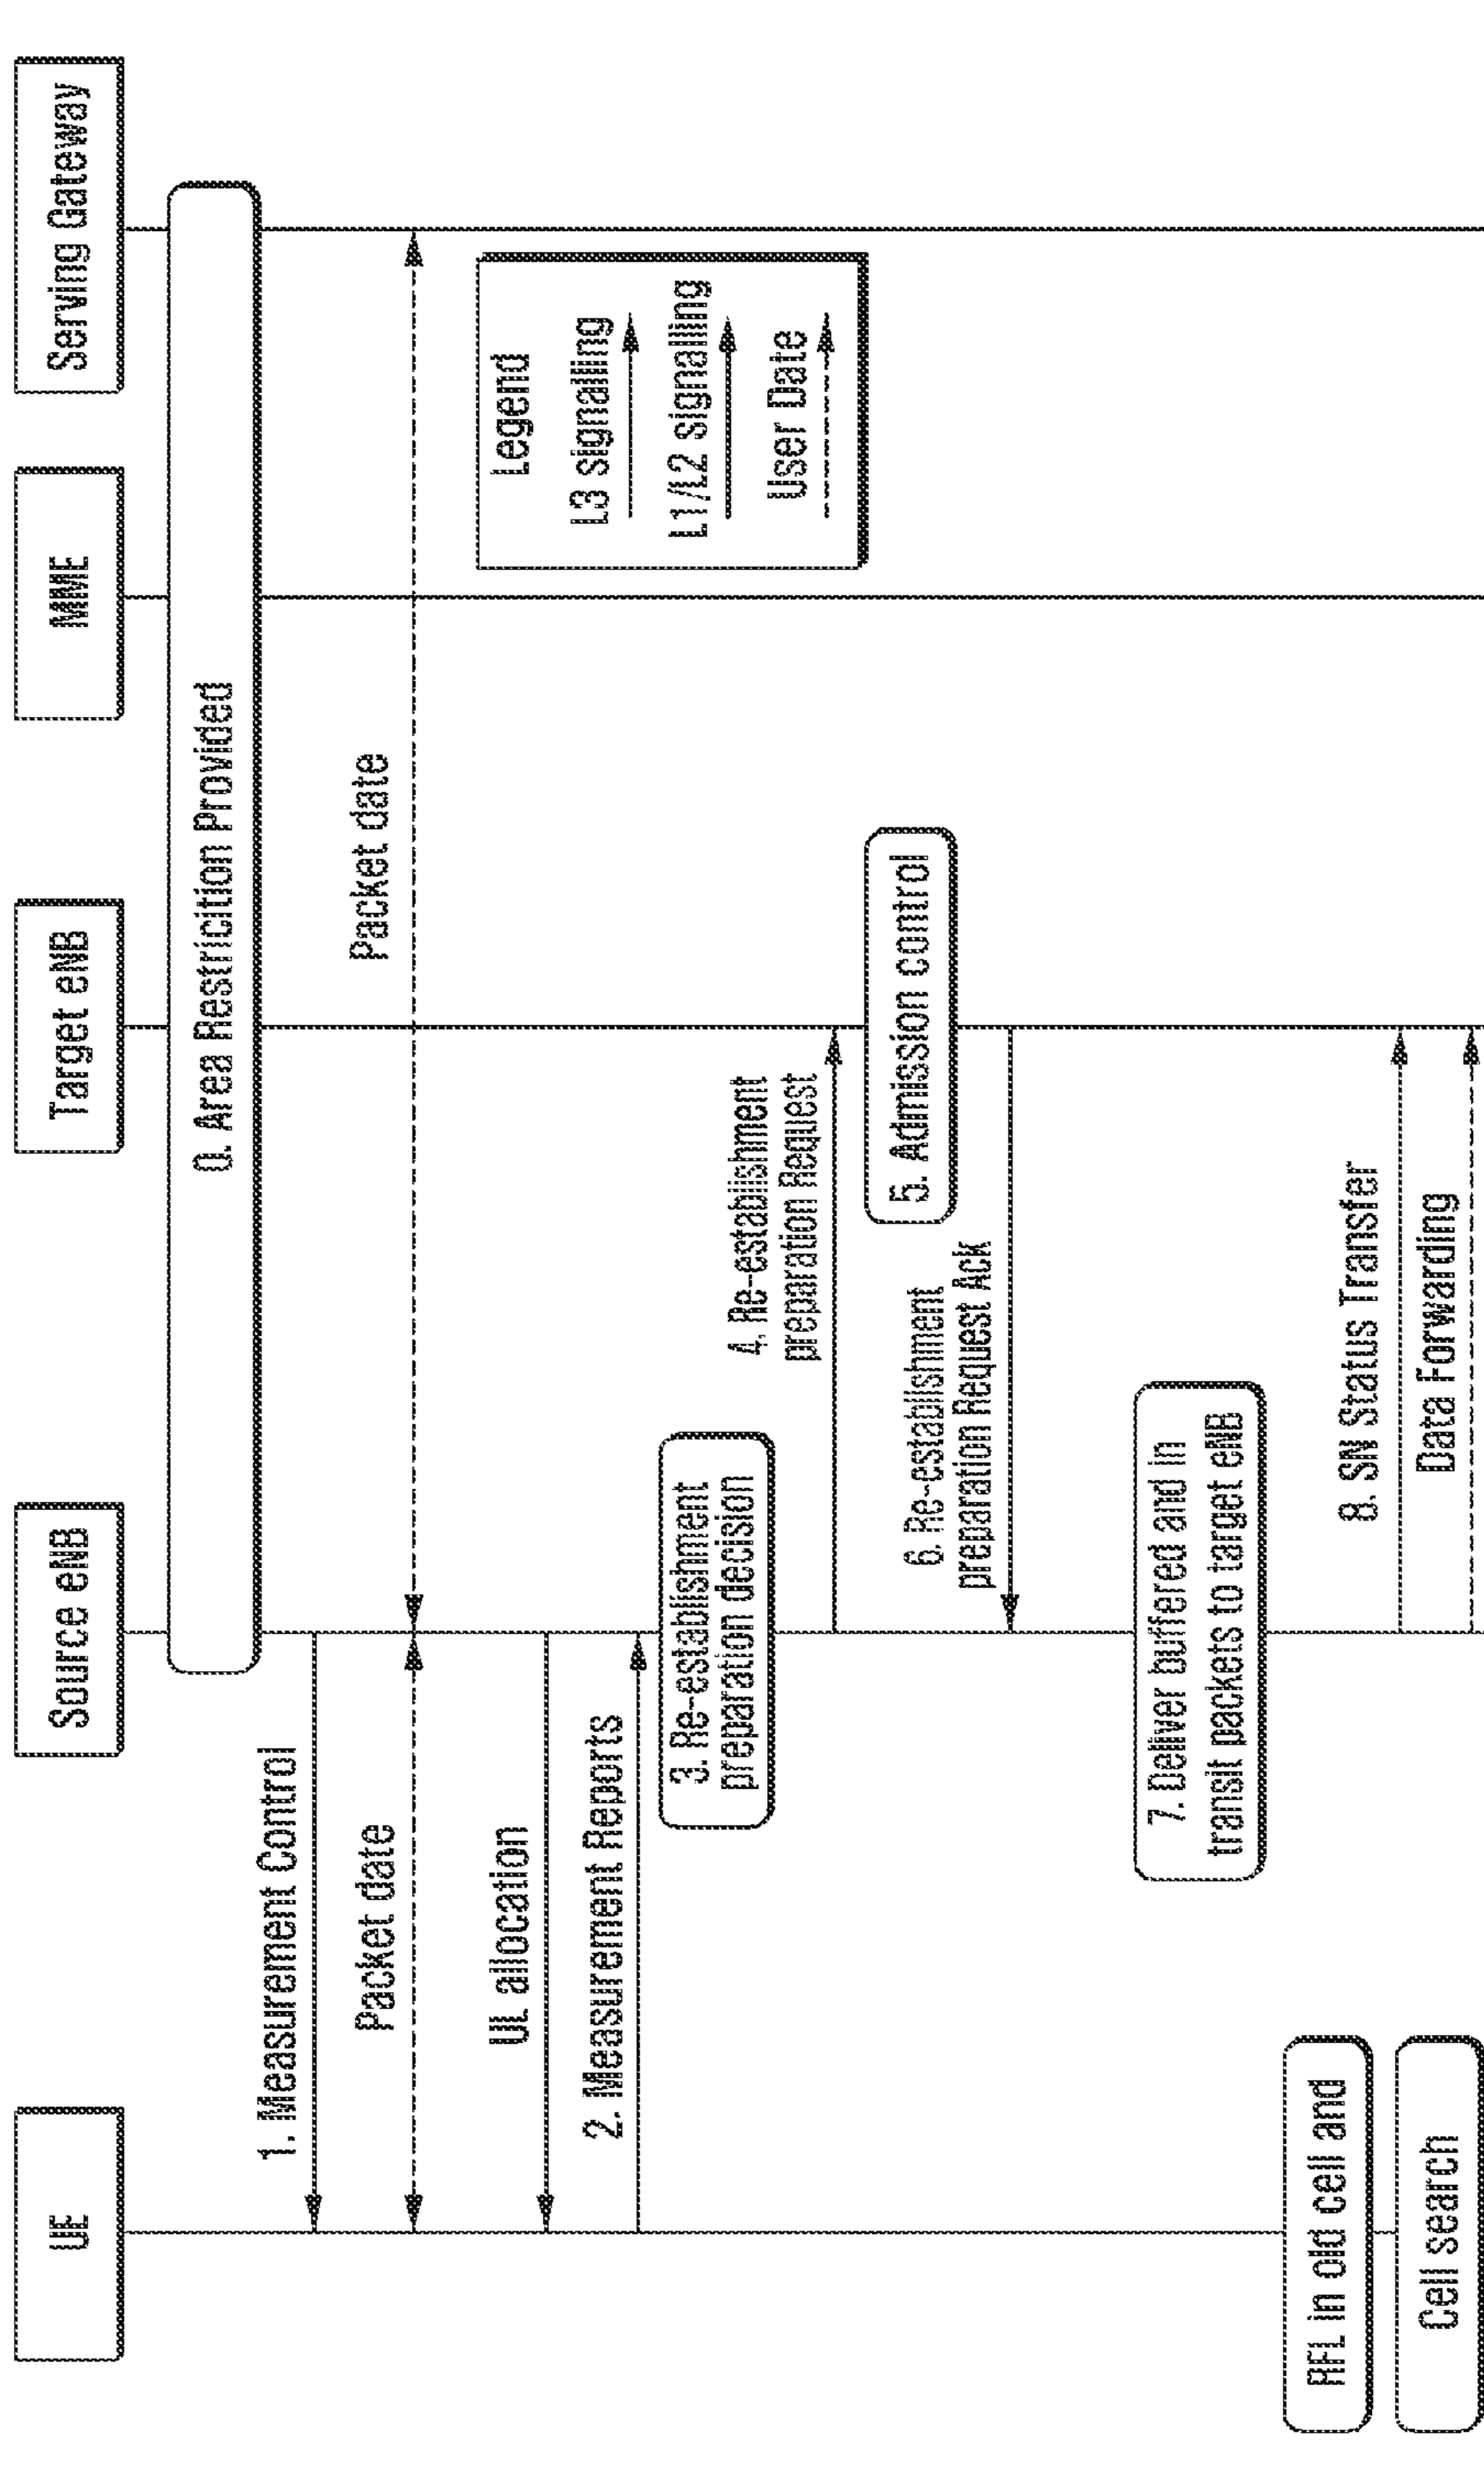 UE
Source eNB
Target eNB
MME
Serving Gateway
0. Area Restricition Provided
1. Measurement Control
Packet date
Packet date
UL allocation
Legend
L3 signalling
L1/L2 signalling
User Date
2. Measurement Reports
3. Re-establishment
preparation decision
4. Re-establishment
preparation Request
5. Admission control
6. Re-establishment
preparation Request Ack
7. Deliver buffered and in
transit packets to target eNB
RFL in old cell and
8. SN Status Transfer
Cell search
Data Forwarding